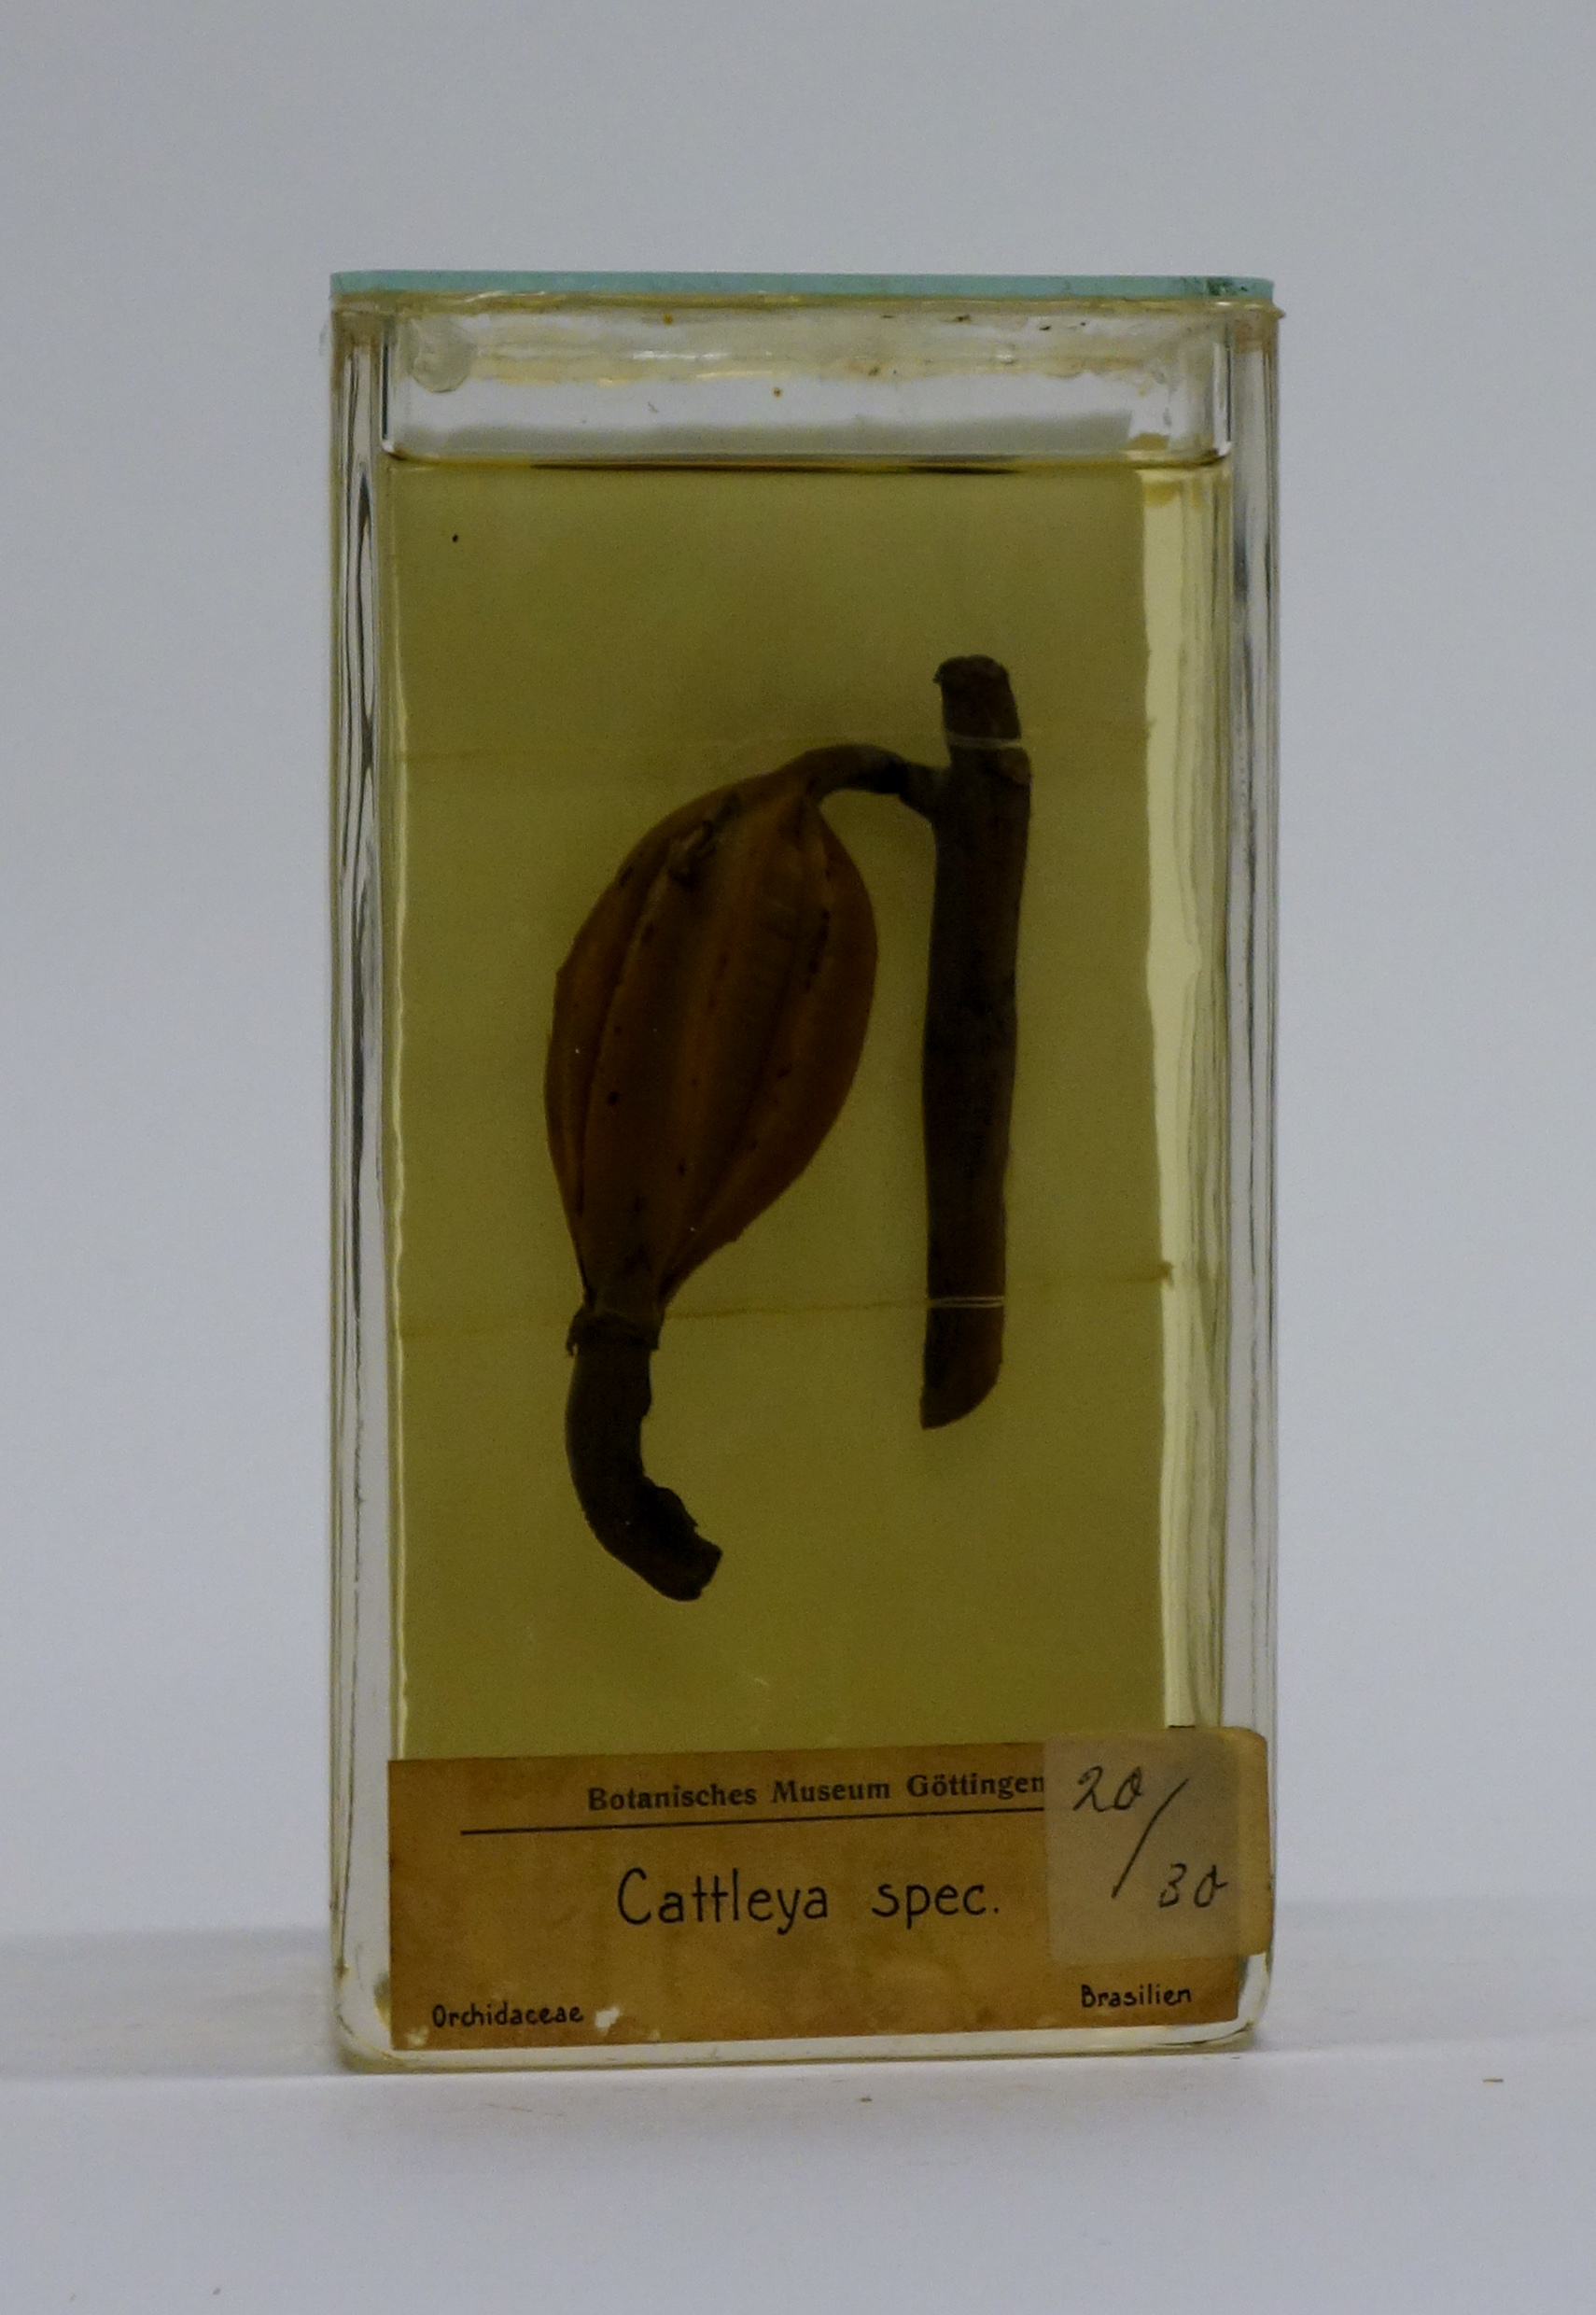 Botanisches Museum Göttingen
20/30
Cattleya spec.
Orchidaceae
Brasilien